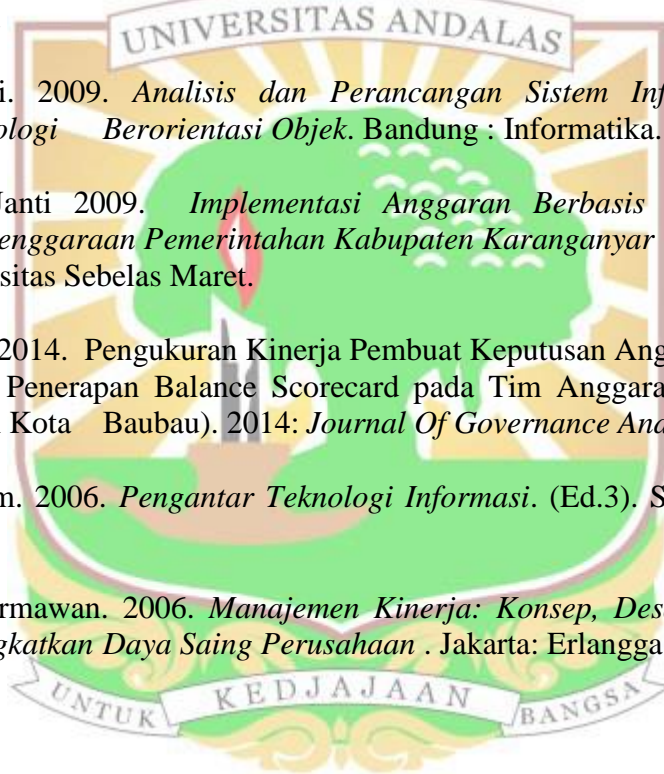 UNIVERSITAS ANDALAS
i. 2009. Analisis dan Perancangan Sistem Inf
ologi Berorientasi Objek. Bandung : Informatika.
anti 2009. Implementasi Anggaran Berbasis
enggaraan Pemerintahan Kabupaten Karanganyar
sitas Sebelas Maret.
2014. Pengukuran Kinerja Pembuat Keputusan Ang
Penerapan Balance Scorecard pada Tim Anggara
Kota Baubau). 2014: Journal Of Governance And
m. 2006. Pengantar Teknologi Informasi. (Ed.3). S
rmawan. 2006. Manajemen Kinerja: Konsep, Des
gkatkan Daya Saing Perusahaan . Jakarta: Erlangga
UNTUK KEDJAJAAN BANGSA